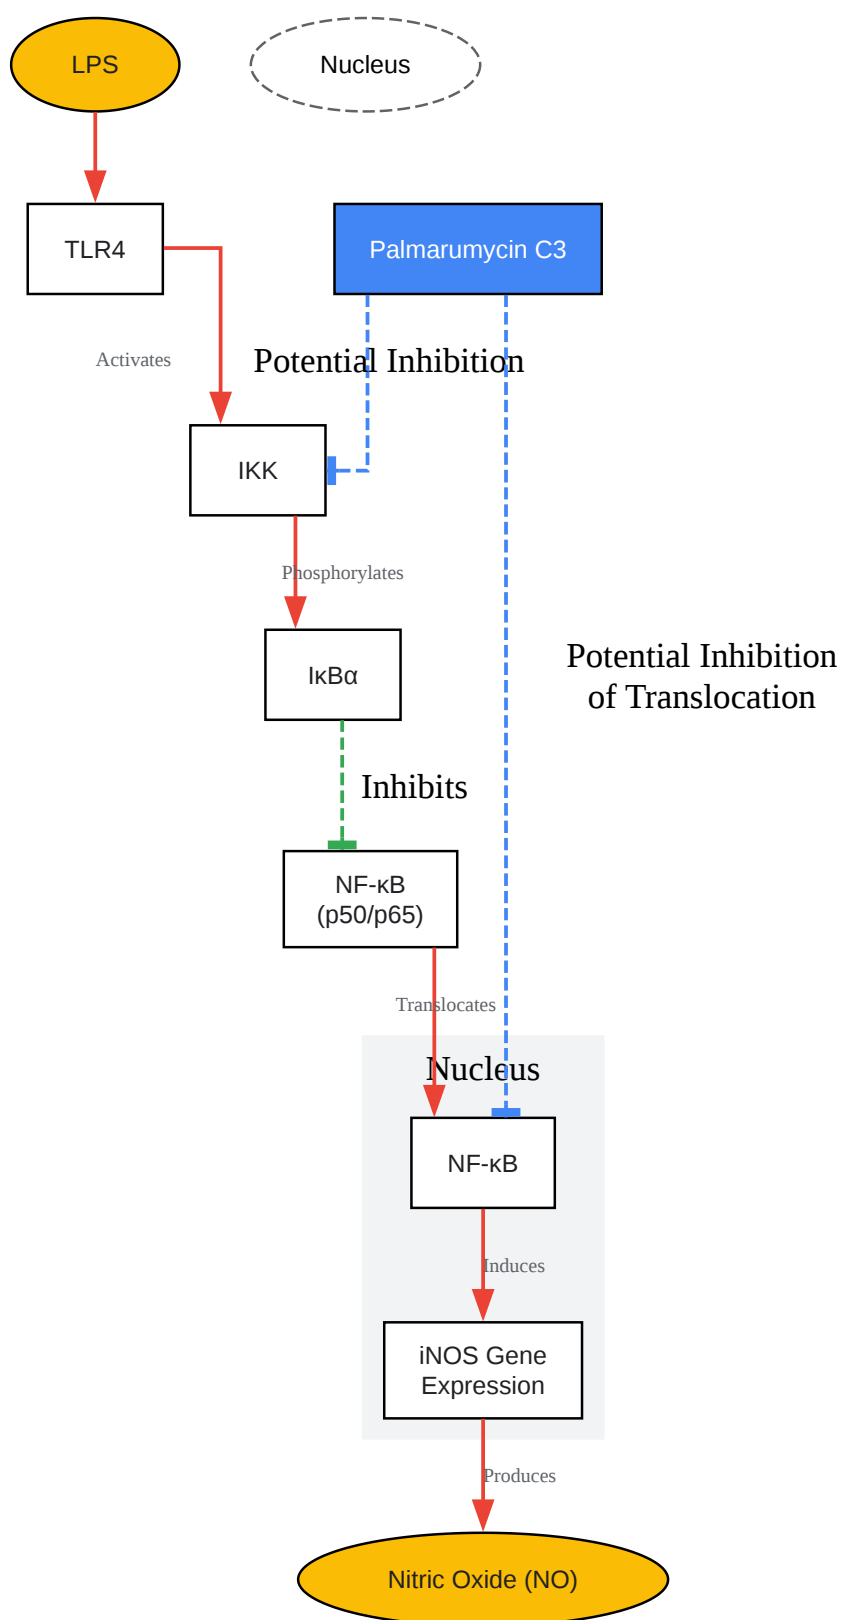 LPS
Nucleus
TLR4
Palmarumycin C3
Activates
Potential Inhibition
IKK
Phosphorylates
IκBα
Potential Inhibition
of Translocation
Inhibits
NF-κB
(p50/p65)
Translocates
Nucleus
NF-κB
Induces
iNOS Gene
Expression
Produces
Nitric Oxide (NO)